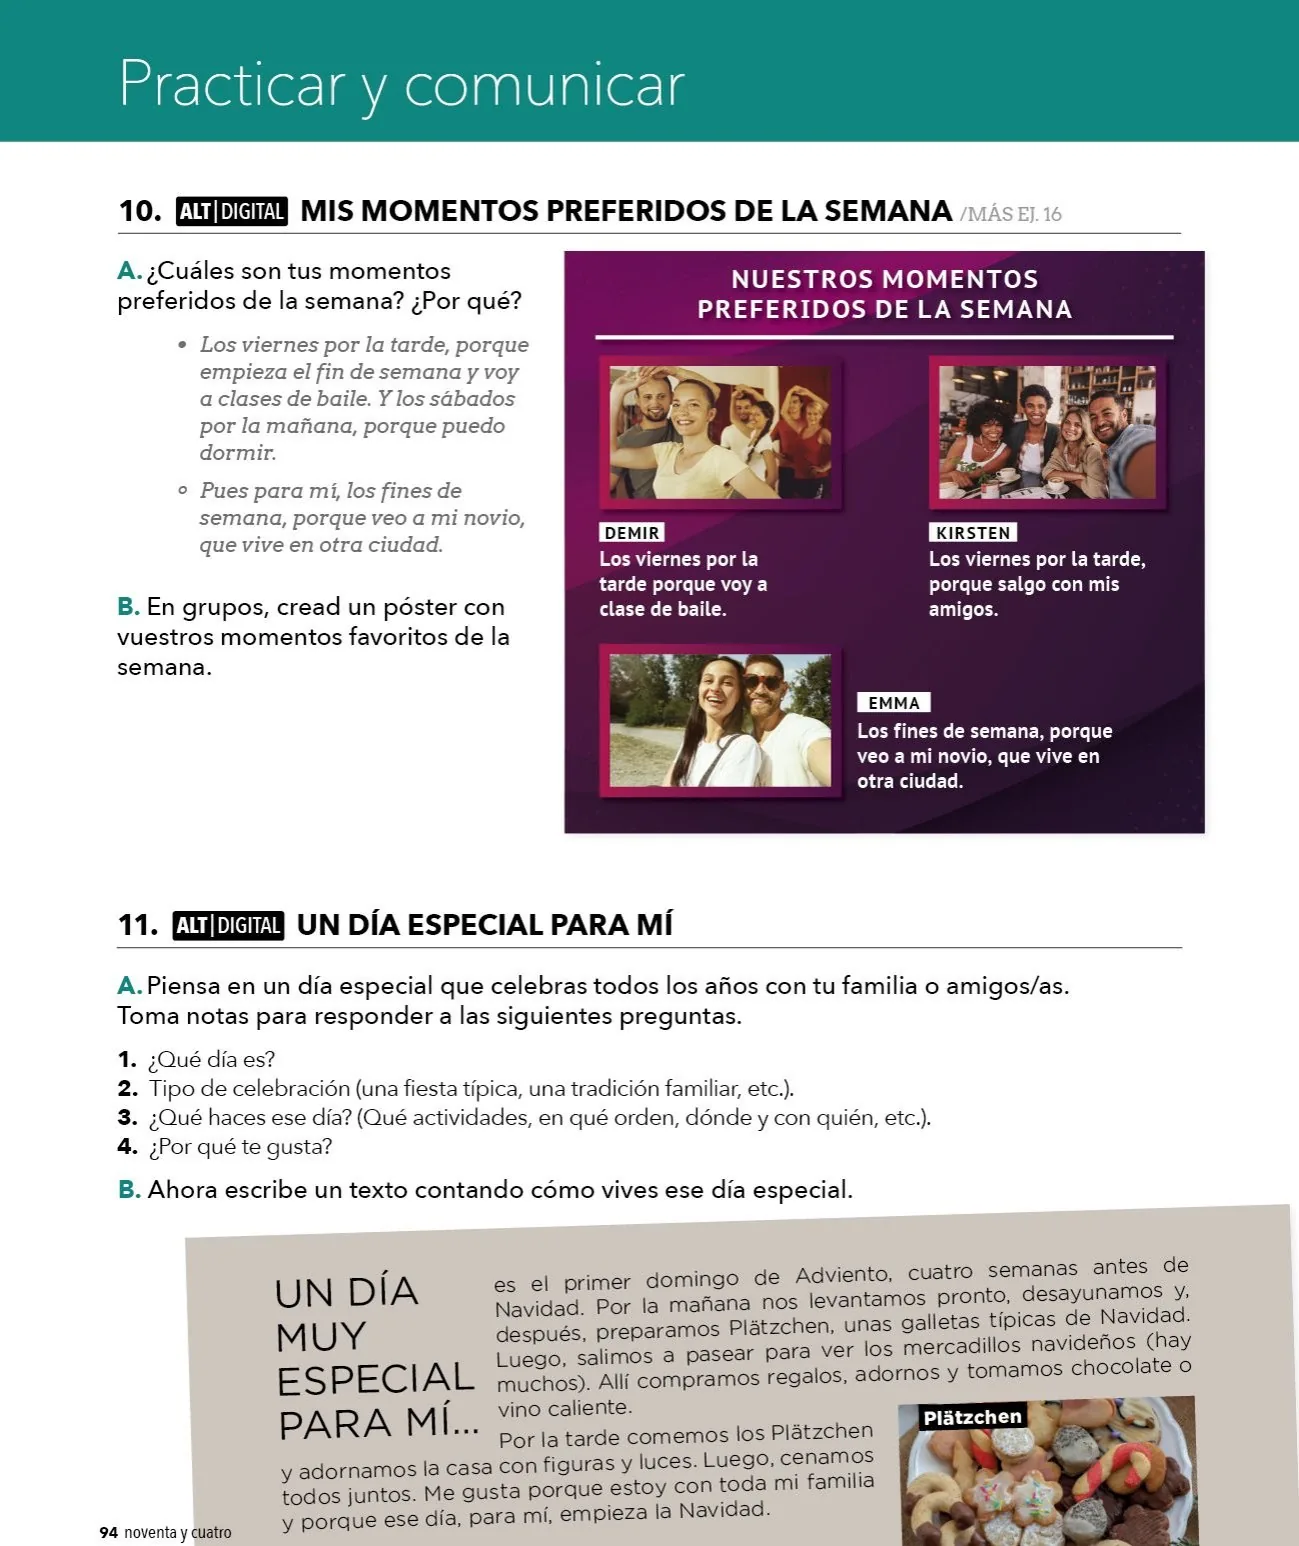 Practicar y comunicar
10. ALT|DIGITAL MIS MOMENTOS PREFERIDOS DE LA SEMANA /MÁS EJ. 16
A. ¿Cuáles son tus momentos
preferidos de la semana? ¿Por qué?
• Los viernes por la tarde, porque
empieza el fin de semana y voy
a clases de baile. Y los sábados
por la mañana, porque puedo
dormir.
○ Pues para mí, los fines de
semana, porque veo a mi novio,
que vive en otra ciudad.
B. En grupos, cread un póster con
vuestros momentos favoritos de la
semana.
NUESTROS MOMENTOS
PREFERIDOS DE LA SEMANA
DEMIR
Los viernes por la
tarde porque voy a
clase de baile.
KIRSTEN
Los viernes por la tarde,
porque salgo con mis
amigos.
EMMA
Los fines de semana, porque
veo a mi novio, que vive en
otra ciudad.
11. ALT|DIGITAL UN DÍA ESPECIAL PARA MÍ
A. Piensa en un día especial que celebras todos los años con tu familia o amigos/as.
Toma notas para responder a las siguientes preguntas.
1. ¿Qué día es?
2. Tipo de celebración (una fiesta típica, una tradición familiar, etc.).
3. ¿Qué haces ese día? (Qué actividades, en qué orden, dónde y con quién, etc.).
4. ¿Por qué te gusta?
B. Ahora escribe un texto contando cómo vives ese día especial.
UN DÍA
MUY
ESPECIAL
PARA MÍ...
es el primer domingo de Adviento, cuatro semanas antes de
Navidad. Por la mañana nos levantamos pronto, desayunamos y,
después, preparamos Plätzchen, unas galletas típicas de Navidad.
Luego, salimos a pasear para ver los mercadillos navideños (hay
muchos). Allí compramos regalos, adornos y tomamos chocolate o
vino caliente.
Por la tarde comemos los Plätzchen
y adornamos la casa con figuras y luces. Luego, cenamos
todos juntos. Me gusta porque estoy con toda mi familia
y porque ese día, para mí, empieza la Navidad.
Plätzchen
94 noventa y cuatro